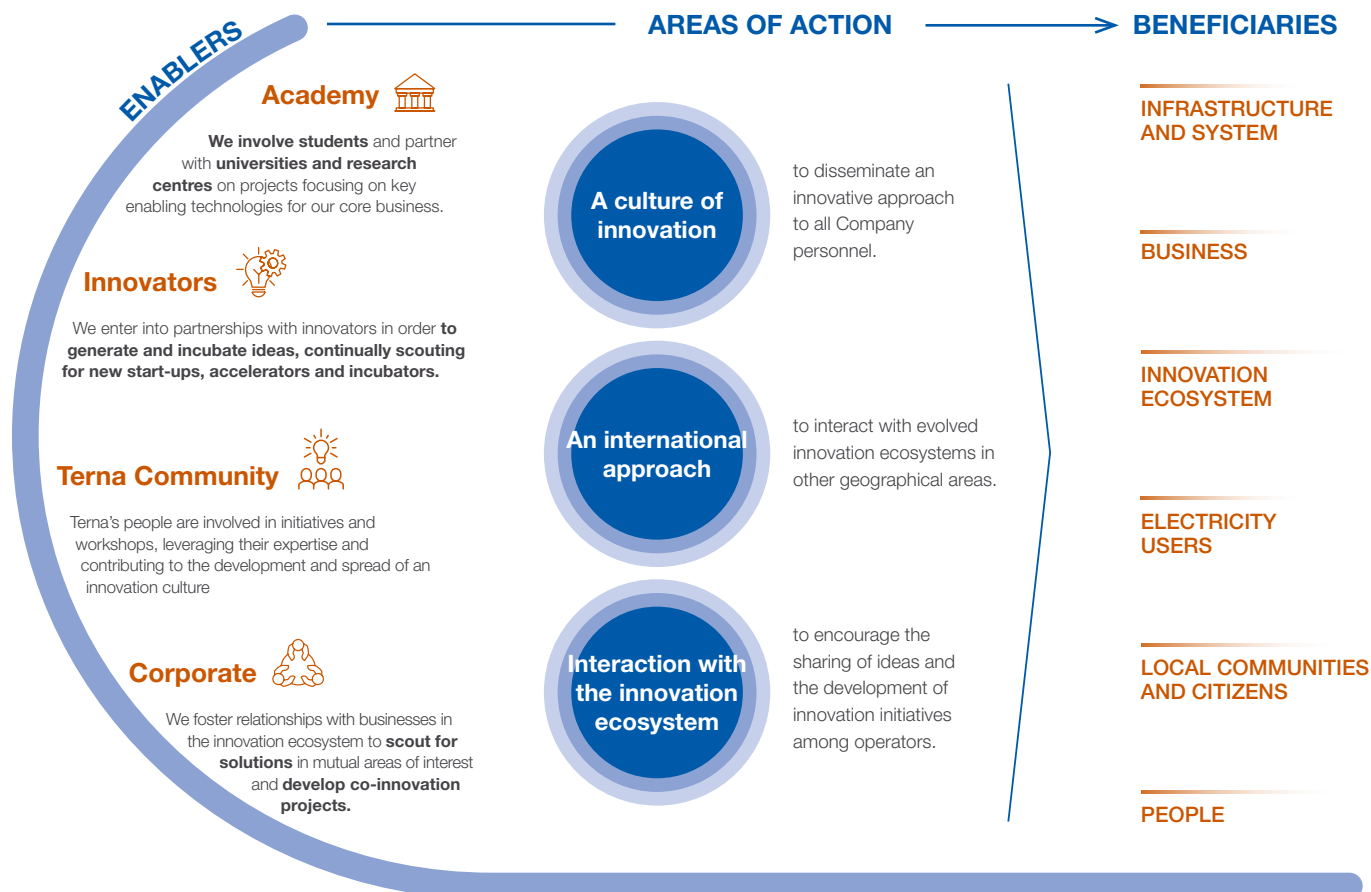 ENABLERS
AREAS OF ACTION
BENEFICIARIES
Academy
We involve students and partner
with universities and research
centres on projects focusing on key
enabling technologies for our core business.
Innovators
We enter into partnerships with innovators in order to
generate and incubate ideas, continually scouting
for new start-ups, accelerators and incubators.
Terna Community
Terna’s people are involved in initiatives and
workshops, leveraging their expertise and
contributing to the development and spread of an
innovation culture
Corporate
We foster relationships with businesses in
the innovation ecosystem to scout for
solutions in mutual areas of interest
and develop co-innovation
projects.
A culture of
innovation
to disseminate an
innovative approach
to all Company
personnel.
An international
approach
to interact with evolved
innovation ecosystems in
other geographical areas.
Interaction with
the innovation
ecosystem
to encourage the
sharing of ideas and
the development of
innovation initiatives
among operators.
INFRASTRUCTURE
AND SYSTEM
BUSINESS
INNOVATION
ECOSYSTEM
ELECTRICITY
USERS
LOCAL COMMUNITIES
AND CITIZENS
PEOPLE